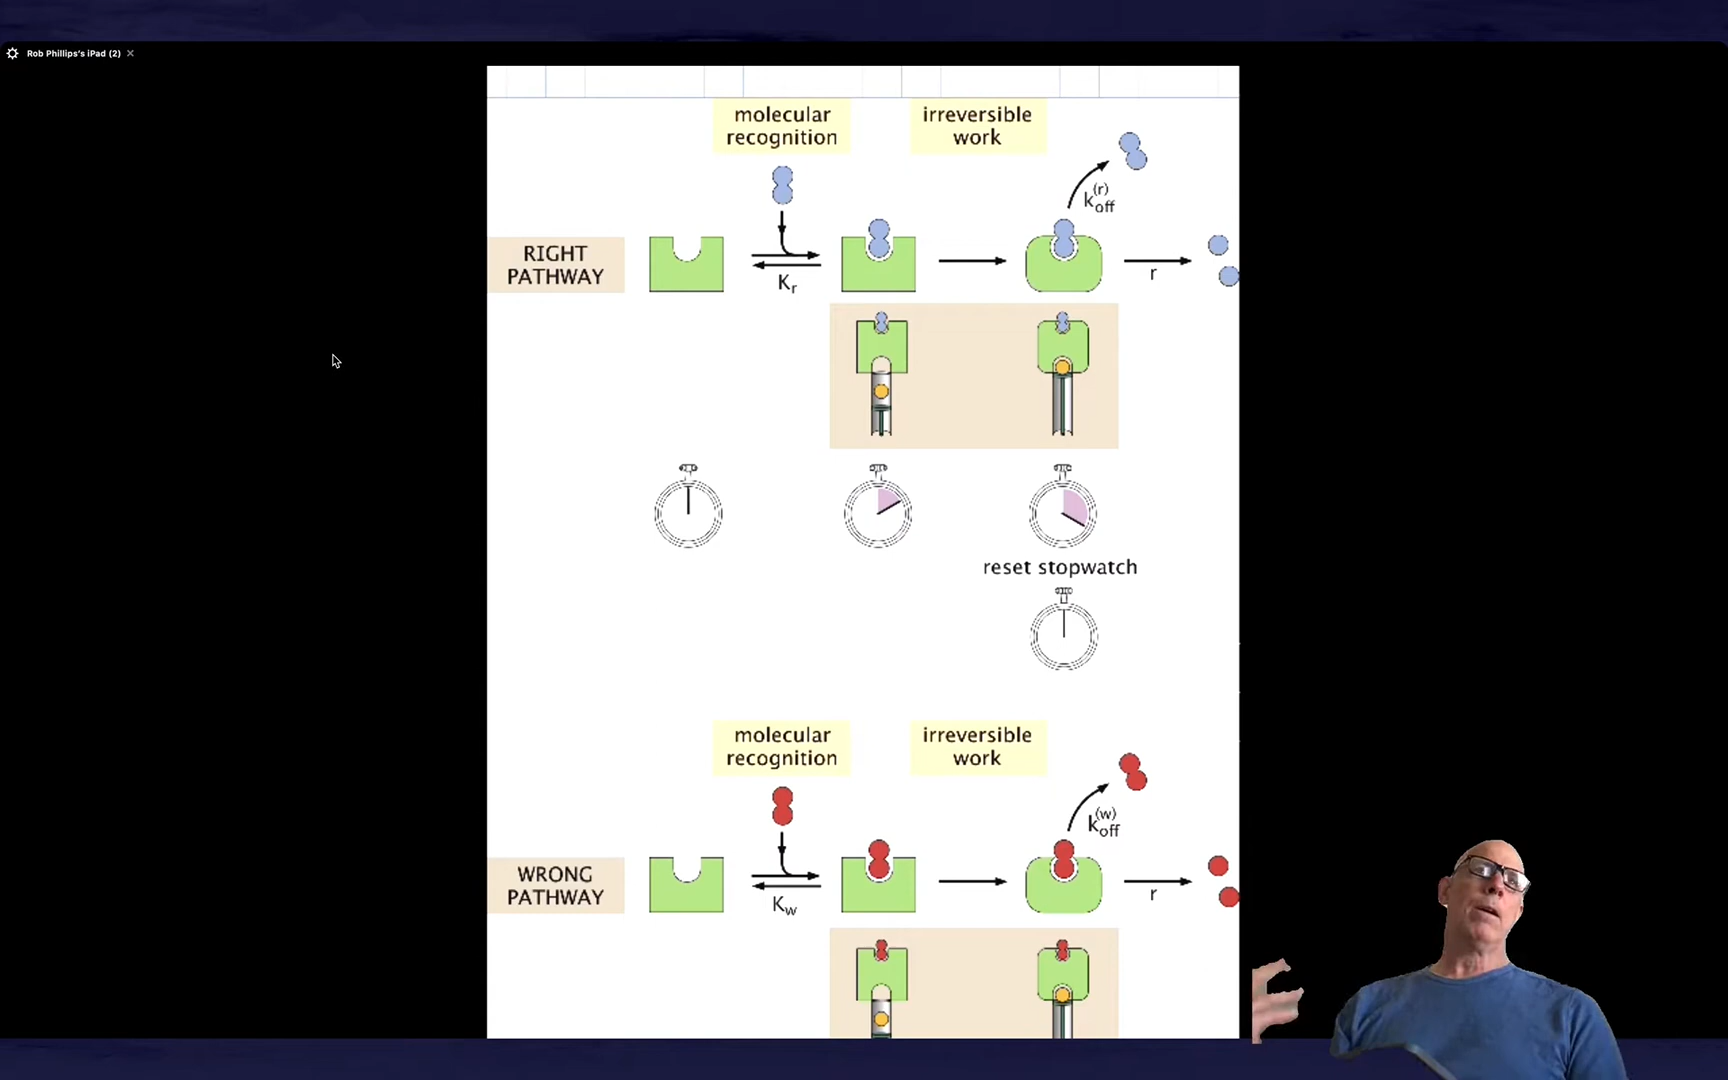 Rob Phillips's iPad (2)
molecular
recognition
irreversible
work
k_off^(r)
RIGHT
PATHWAY
K_r
r
reset stopwatch
molecular
recognition
irreversible
work
k_off^(w)
WRONG
PATHWAY
K_w
r